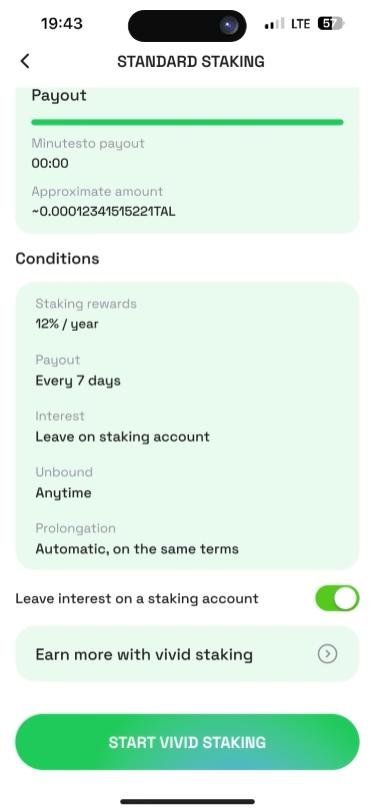 19:43
LTE
57
STANDARD STAKING
Payout
Minutesto payout
00:00
Approximate amount
~0.00012341515221TAL
Conditions
Staking rewards
12% / year
Payout
Every 7 days
Interest
Leave on staking account
Unbound
Anytime
Prolongation
Automatic, on the same terms
Leave interest on a staking account
Earn more with vivid staking
START VIVID STAKING